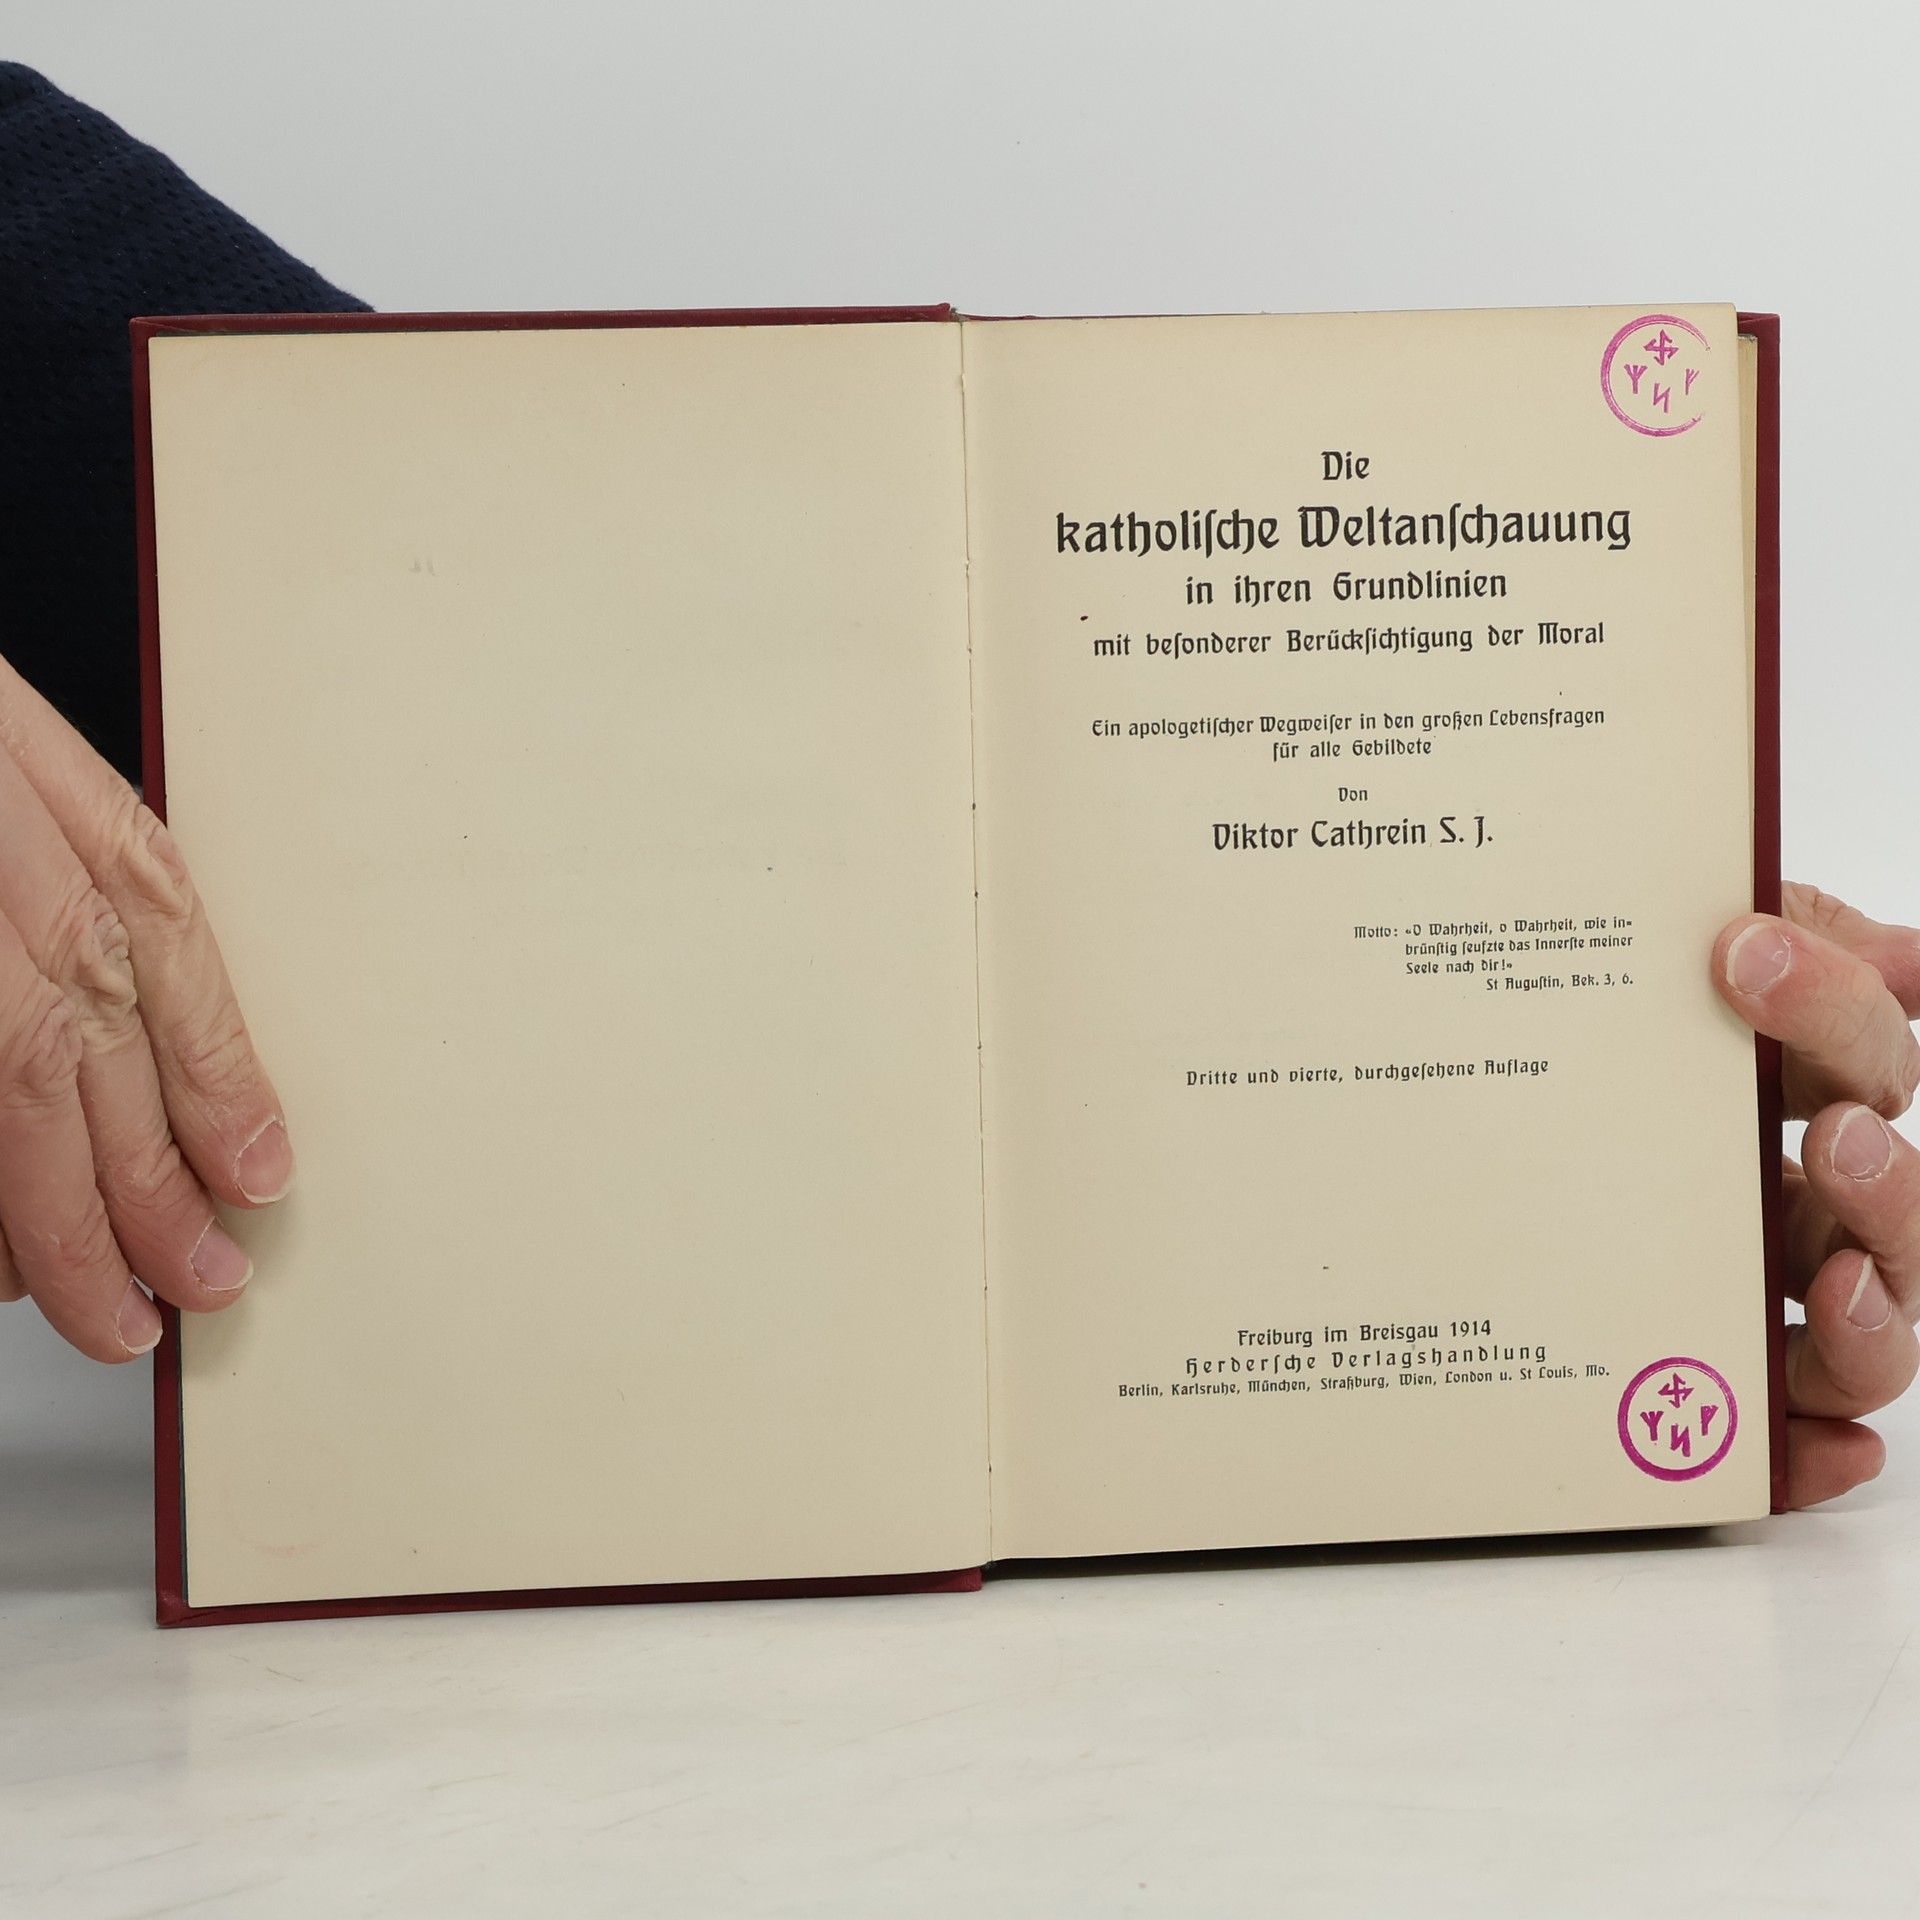 Die
katholiſche Weltanſchauung
in ihren Grundlinien
mit beſonderer Berückſichtigung der Moral
Ein apologetiſcher Wegweiſer in den großen Lebensfragen
für alle Gebildete
Von
Viktor Cathrein S. J.
Motto: «O Wahrheit, o Wahrheit, wie in-
brünſtig ſeufzte das Innerſte meiner
Seele nach dir!»
St Auguſtin, Bek. 3, 6.
Dritte und vierte, durchgeſehene Auflage
Freiburg im Breisgau 1914
Herderſche Verlagshandlung
Berlin, Karlsruhe, München, Straßburg, Wien, London u. St Louis, Mo.